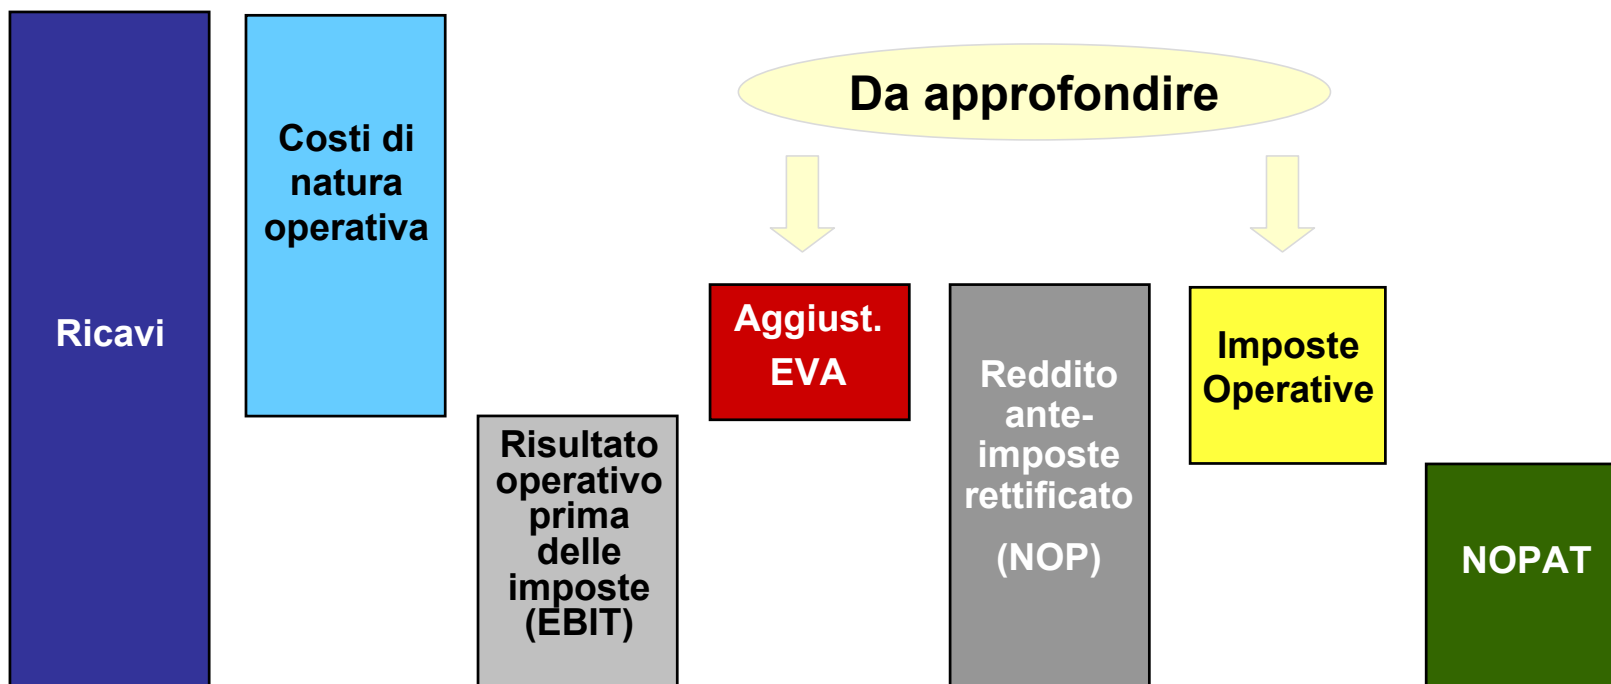 Da approfondire
Ricavi
Costi di
natura
operativa
Risultato
operativo
prima
delle
imposte
(EBIT)
Aggiust.
EVA
Reddito
ante-
imposte
rettificato
(NOP)
Imposte
Operative
NOPAT